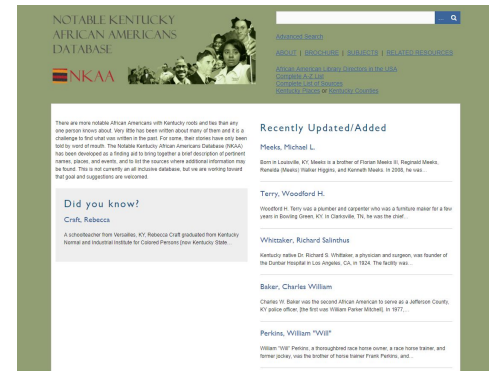 NOTABLE KENTUCKY
AFRICAN AMERICANS
DATABASE
NKAA
...
Advanced Search
ABOUT | BROCHURE | SUBJECTS | RELATED RESOURCES
African American Library Directors in the USA
Complete A-Z List
Complete List of Sources
Kentucky Places or Kentucky Counties
There are more notable African Americans with Kentucky roots and ties than any
one person knows about. Very little has been written about many of them and it is a
challenge to find what was written in the past. For some, their stories have only been
told by word of mouth. The Notable Kentucky African Americans Database (NKAA)
has been developed as a finding aid to bring together a brief description of pertinent
names, places, and events, and to list the sources where additional information may
be found. This is not currently an all inclusive database, but we are working toward
that goal and suggestions are welcomed.
Did you know?
Craft, Rebecca
A schoolteacher from Versailles, KY, Rebecca Craft graduated from Kentucky
Normal and Industrial Institute for Colored Persons [now Kentucky State...
Recently Updated/Added
Meeks, Michael L.
Born in Louisville, KY, Meeks is a brother of Florian Meeks III, Reginald Meeks,
Renelda (Meeks) Walker Higgins, and Kenneth Meeks. In 2008, he was...
Terry, Woodford H.
Woodford H. Terry was a plumber and carpenter who was a furniture maker for a few
years in Bowling Green, KY. In Clarkville, TN, he was the chief...
Whittaker, Richard Salinthus
Kentucky native Dr. Richard S. Whittaker, a physician and surgeon, was founder of
the Dunbar Hospital in Los Angeles, CA, in 1924. The facility was...
Baker, Charles William
Charles W. Baker was the second African American to serve as a Jefferson County,
KY police officer, [the first was William Parker Mitchell]. In 1977,...
Perkins, William "Will"
William "Will" Perkins, a thoroughbred race horse owner, a race horse trainer, and
former jockey, was the brother of horse trainer Frank Perkins, and...